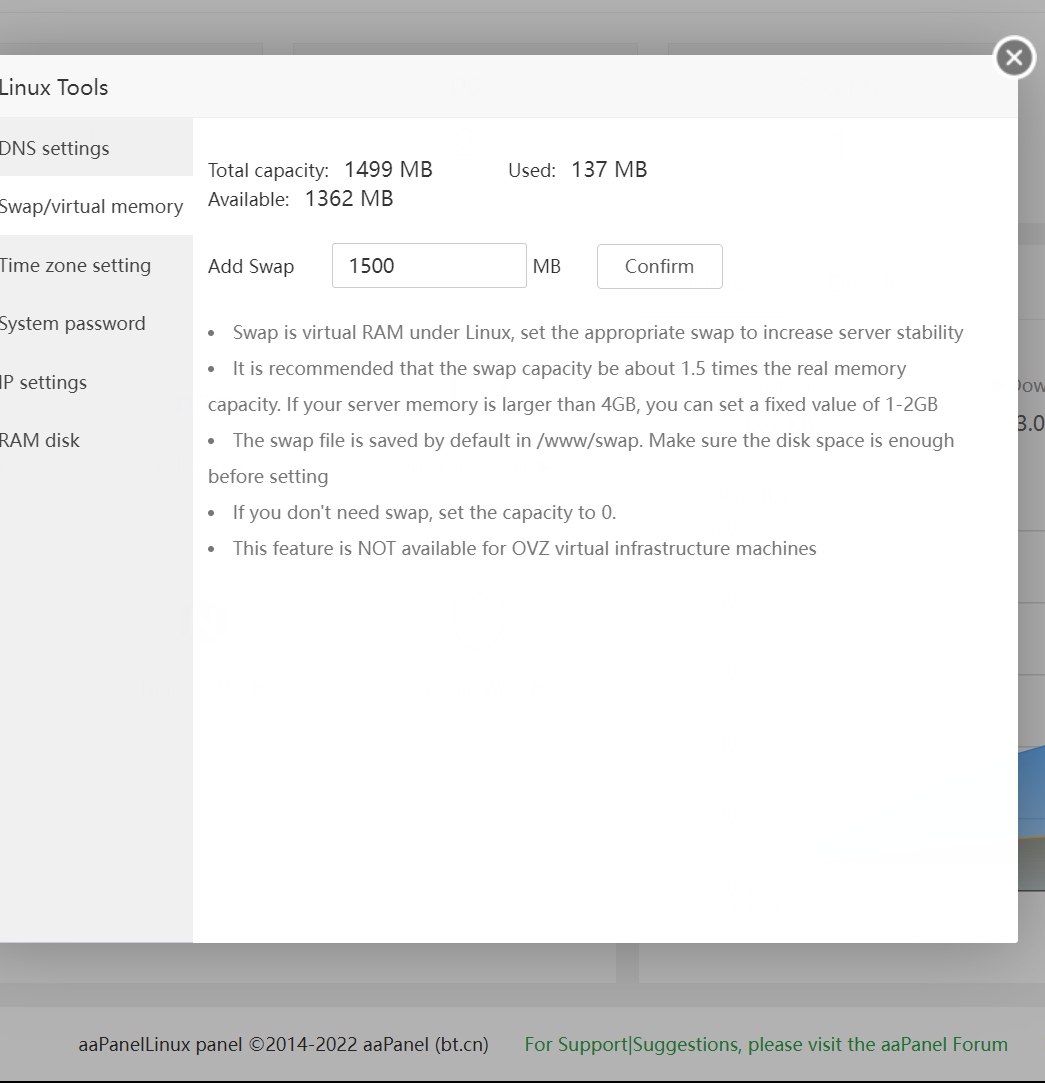 Linux Tools
DNS settings
Swap/virtual memory
Time zone setting
System password
IP settings
RAM disk
Total capacity: 1499 MB Used: 137 MB
Available: 1362 MB
Add Swap 1500 MB Confirm
• Swap is virtual RAM under Linux, set the appropriate swap to increase server stability
• It is recommended that the swap capacity be about 1.5 times the real memory
capacity. If your server memory is larger than 4GB, you can set a fixed value of 1-2GB
• The swap file is saved by default in /www/swap. Make sure the disk space is enough
before setting
• If you don't need swap, set the capacity to 0.
• This feature is NOT available for OVZ virtual infrastructure machines
3.0
aaPanelLinux panel ©2014-2022 aaPanel (bt.cn) For Support|Suggestions, please visit the aaPanel Forum